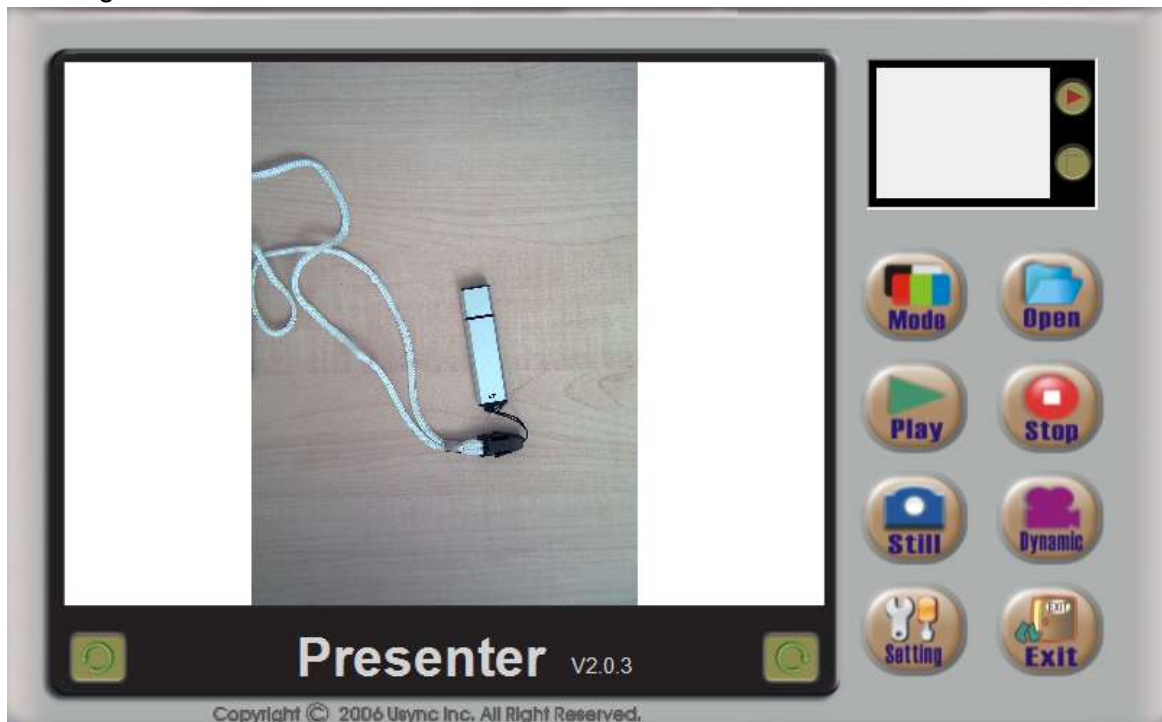 Mode
Open
Play
Stop
Still
Dynamic
Setting
EXIT
Exit
Presenter V2.0.3
Copyright © 2006 Usync Inc. All Right Reserved.